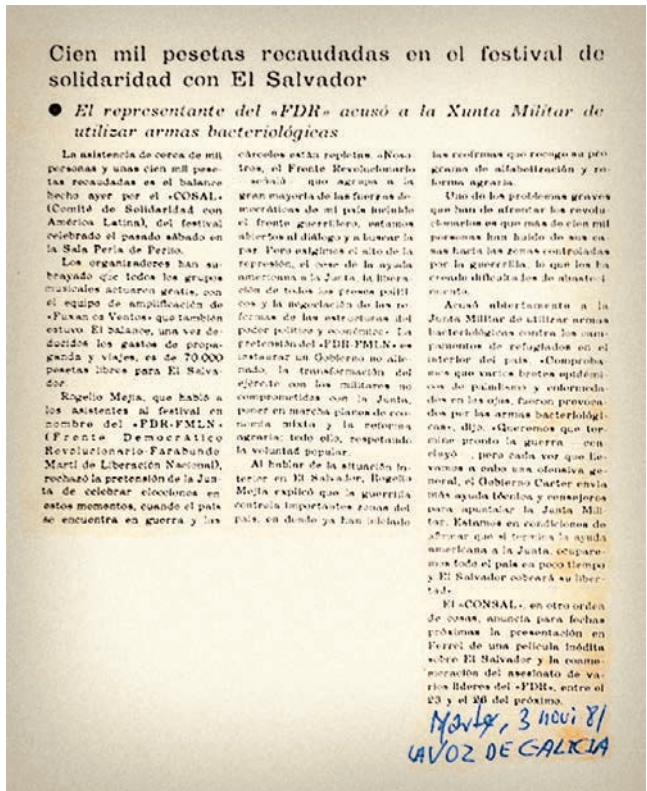 Cien mil pesetas recaudadas en el festival de
solidaridad con El Salvador
● El representante del «FDR» acusó a la Xunta Militar de
utilizar armas bacteriológicas
La asistencia de cerca de mil
personas y unas cien mil pese-
tas recaudadas es el balance
hecho ayer por el «COSAL»
(Comité de Solidaridad con
América Latina), del festival
celebrado el pasado sábado en
la Sala Perla de Perlío.
Los organizadores han su-
brayado que todos los grupos
musicales actuaron gratis, con
el equipo de amplificación de
«Fuxan os Ventos» que también
estuvo. El balance, una vez de-
ducidos los gastos de propa-
ganda y viajes, es de 70.000
pesetas libres para El Salva-
dor.
Rogelio Mejía, que habló a
los asistentes al festival en
nombre del «FDR-FMLN»
(Frente Democrático
Revolucionario-Farabundo
Martí de Liberación Nacional),
rechazó la pretensión de la Jun-
ta de celebrar elecciones en
estos momentos, cuando el país
se encuentra en guerra y las
cárceles están repletas. «Noso-
tros, el Frente Revolucionario
—señaló— que agrupa a la
gran mayoría de las fuerzas de-
mocráticas de mi país incluido
el frente guerrillero, estamos
abiertos al diálogo y a buscar la
paz. Pero exigimos el alto de la
represión, el cese de la ayuda
americana a la Junta, la libera-
ción de todos los presos políti-
cos y la negociación de las re-
formas de las estructuras del
poder político y económico». La
pretensión del «FDR-FMLN» es
instaurar un Gobierno no aline-
nado, la transformación del
ejército con los militares no
comprometidos con la Junta,
poner en marcha planes de eco-
nomía mixta y la reforma
agraria; todo ello, respetando
la voluntad popular.
Al hablar de la situación in-
terior en El Salvador, Rogelio
Mejía explicó que la guerrilla
controla importantes zonas del
país, en donde ya han iniciado
las reofrmas que recoge su pro-
grama de alfabetización y re-
forma agraria.
Uno de los problemas graves
que han de afrontar los revolu-
cionarios es que más de cien mil
personas han huido de sus ca-
sas hacia las zonas controladas
por la guerrilla, lo que les ha
creado dificultades de abasteci-
miento.
Acusó abiertamente a la
Junta Militar de utilizar armas
bacteriológicas contra los cam-
pamentos de refugiados en el
interior del país. «Comproba-
mos que varios brotes epidémi-
cos de paludismo y enfermeda-
des en los ojos, fueron provoca-
dos por las armas bacteriológi-
cas», dijo. «Queremos que ter-
mine pronto la guerra —con-
cluyó—, pero cada vez que lle-
vamos a cabo una ofensiva ge-
neral, el Gobierno Carter envía
más ayuda técnica y consejeros
para apuntalar la Junta Mili-
tar. Estamos en condiciones de
afirmar que si termina la ayuda
americana a la Junta, ocupare-
mos todo el país en poco tiempo
y El Salvador cobrará su liber-
tad».
El «CONSAL», en otro orden
de cosas, anuncia para fechas
próximas la presentación en
Ferrol de una película inédita
sobre El Salvador y la conme-
moración del asesinato de va-
rios líderes del «FDR», entre el
23 y el 26 del próximo.
Martes, 3 novi 81
LA VOZ DE GALICIA